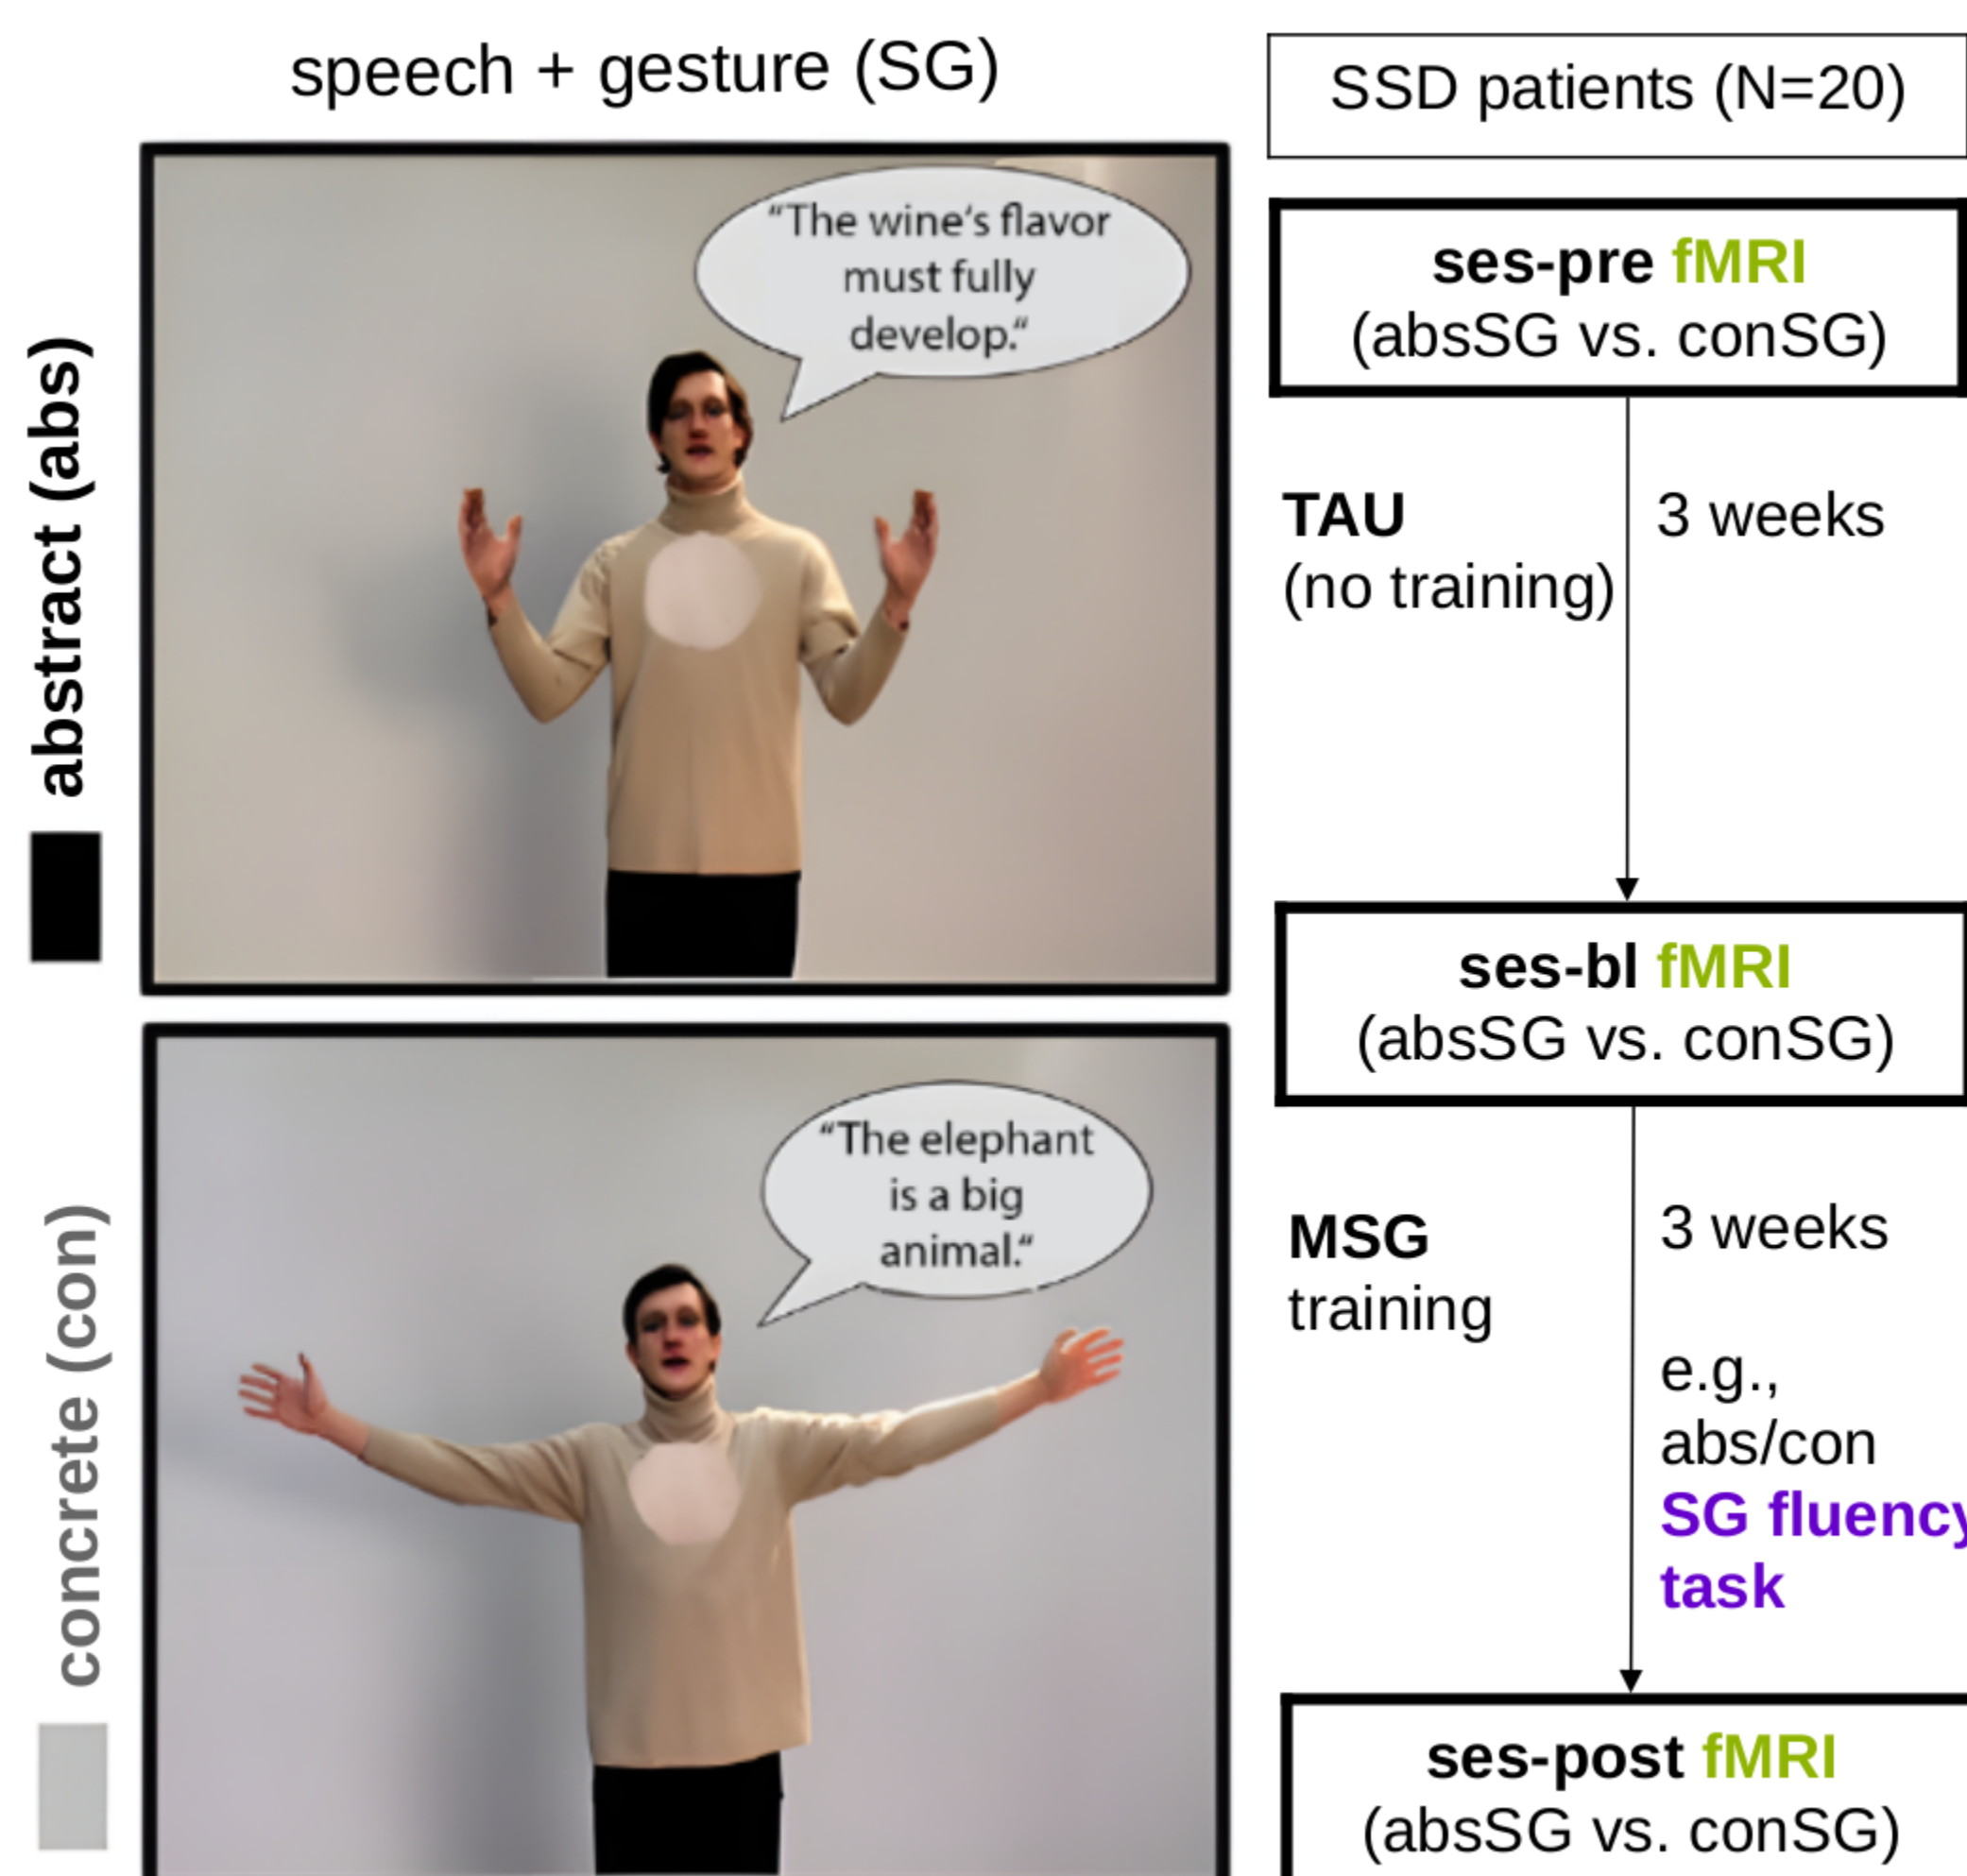 speech + gesture (SG)
abstract (abs)
“The wine‘s flavor
must fully
develop.“
concrete (con)
“The elephant
is a big
animal.“
SSD patients (N=20)
ses-pre fMRI
(absSG vs. conSG)
TAU
(no training)
3 weeks
ses-bl fMRI
(absSG vs. conSG)
MSG
training
3 weeks
e.g.,
abs/con
SG fluency
task
ses-post fMRI
(absSG vs. conSG)